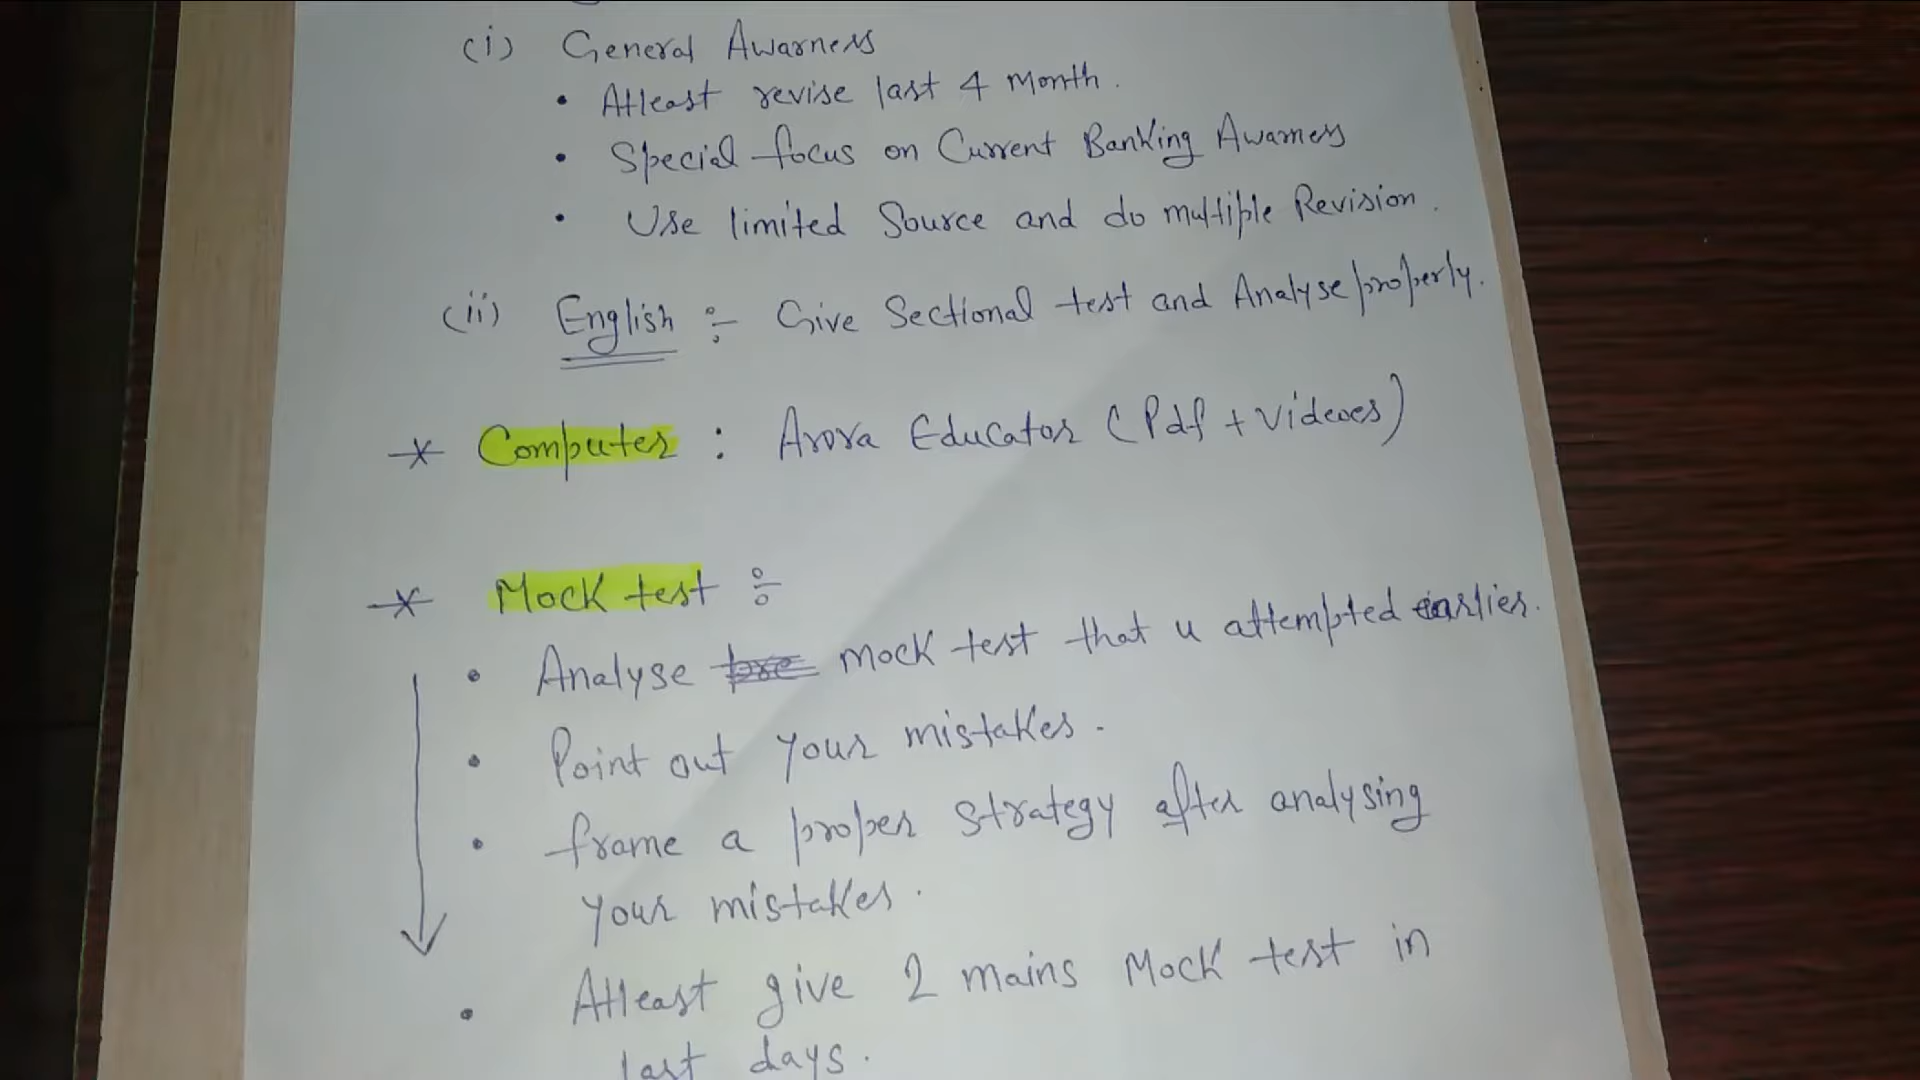 (i) General Awarness
• Atleast revise last 4 Month.
• Special focus on Current Banking Awarness
• Use limited Source and do multiple Revision.
(ii) English :- Give Sectional test and Analyse properly.
* Computer : Arora Educator (Pdf + Videoes)
* Mock test :-
• Analyse mock test that u attempted earlier.
• Point out your mistakes.
• frame a proper strategy after analysing
your mistakes.
• Atleast give 2 mains Mock test in
last days.